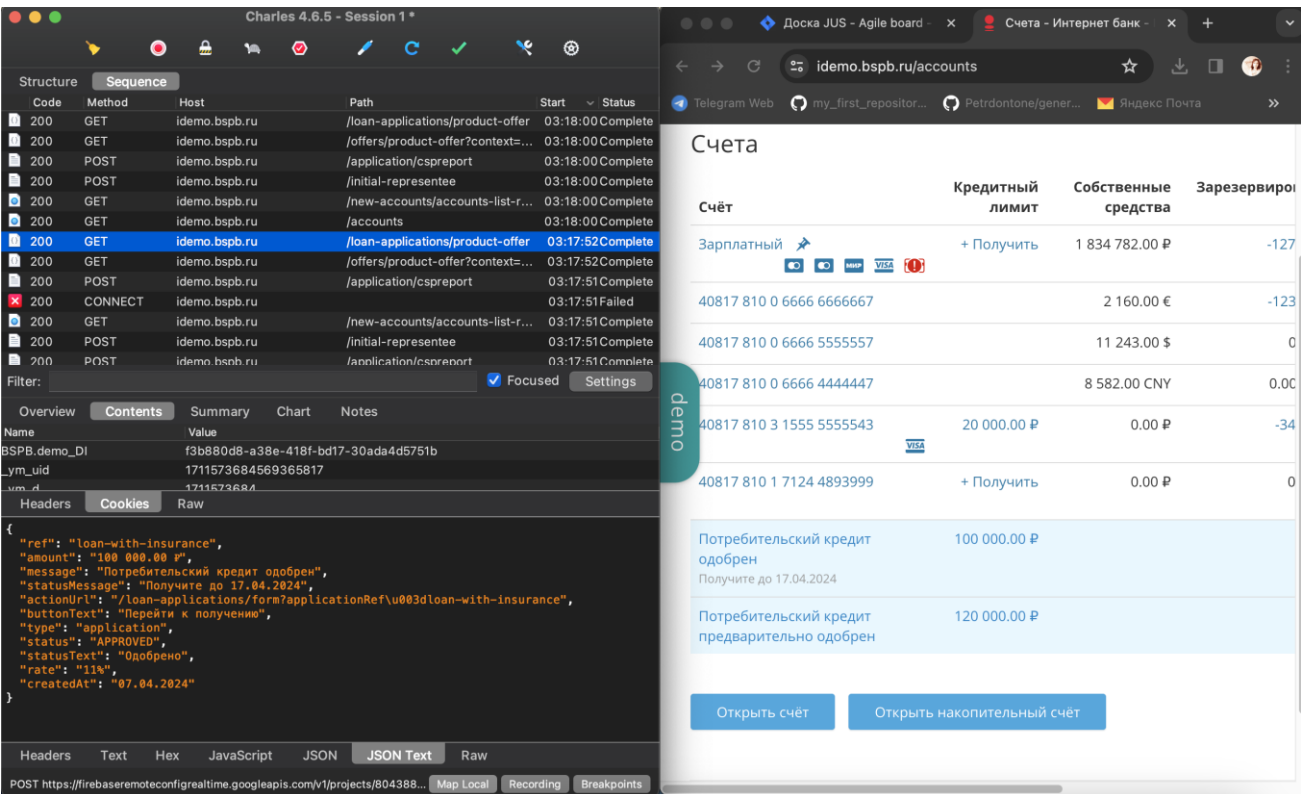 Charles 4.6.5 - Session 1 *
Structure Sequence
Code Method Host Path Start Status
200 GET idemo.bspb.ru /loan-applications/product-offer 03:18:00 Complete
200 GET idemo.bspb.ru /offers/product-offer?context=... 03:18:00 Complete
200 POST idemo.bspb.ru /application/cspreport 03:18:00 Complete
200 POST idemo.bspb.ru /initial-representee 03:18:00 Complete
200 GET idemo.bspb.ru /new-accounts/accounts-list-r... 03:18:00 Complete
200 GET idemo.bspb.ru /accounts 03:18:00 Complete
200 GET idemo.bspb.ru /loan-applications/product-offer 03:17:52 Complete
200 GET idemo.bspb.ru /offers/product-offer?context=... 03:17:52 Complete
200 POST idemo.bspb.ru /application/cspreport 03:17:51 Complete
200 CONNECT idemo.bspb.ru 03:17:51 Failed
200 GET idemo.bspb.ru /new-accounts/accounts-list-r... 03:17:51 Complete
200 POST idemo.bspb.ru /initial-representee 03:17:51 Complete
200 POST idemo.bspb.ru /application/cspreport 03:17:51 Complete
Filter: Focused Settings
Overview Contents Summary Chart Notes
Name Value
BSPB.demo_DI f3b880d8-a38e-418f-bd17-30ada4d5751b
_ym_uid 1711573684569365817
_ym_d 1711573684
Headers Cookies Raw
{
"ref": "loan-with-insurance",
"amount": "100 000.00 ₽",
"message": "Потребительский кредит одобрен",
"statusMessage": "Получите до 17.04.2024",
"actionUrl": "/loan-applications/form?applicationRef\u003dloan-with-insurance",
"buttonText": "Перейти к получению",
"type": "application",
"status": "APPROVED",
"statusText": "Одобрено",
"rate": "11%",
"createdAt": "07.04.2024"
}
Headers Text Hex JavaScript JSON JSON Text Raw
POST https://firebaseremoteconfigrealtime.googleapis.com/v1/projects/804388... Map Local Recording Breakpoints
Доска JUS - Agile board - Счета - Интернет банк -
idemo.bspb.ru/accounts
Telegram Web my_first_repositor... Petrdontone/gener... Яндекс Почта
Счета
Счёт Кредитный лимит Собственные средства Зарезервиро
Зарплатный + Получить 1 834 782.00 ₽ -127
МИР VISA
40817 810 0 6666 6666667 2 160.00 € -123
40817 810 0 6666 5555557 11 243.00 $ 0
40817 810 0 6666 4444447 8 582.00 CNY 0.00
demo
40817 810 3 1555 5555543 20 000.00 ₽ 0.00 ₽ -34
VISA
40817 810 1 7124 4893999 + Получить 0.00 ₽ 0
Потребительский кредит 100 000.00 ₽
одобрен
Получите до 17.04.2024
Потребительский кредит 120 000.00 ₽
предварительно одобрен
Открыть счёт Открыть накопительный счёт